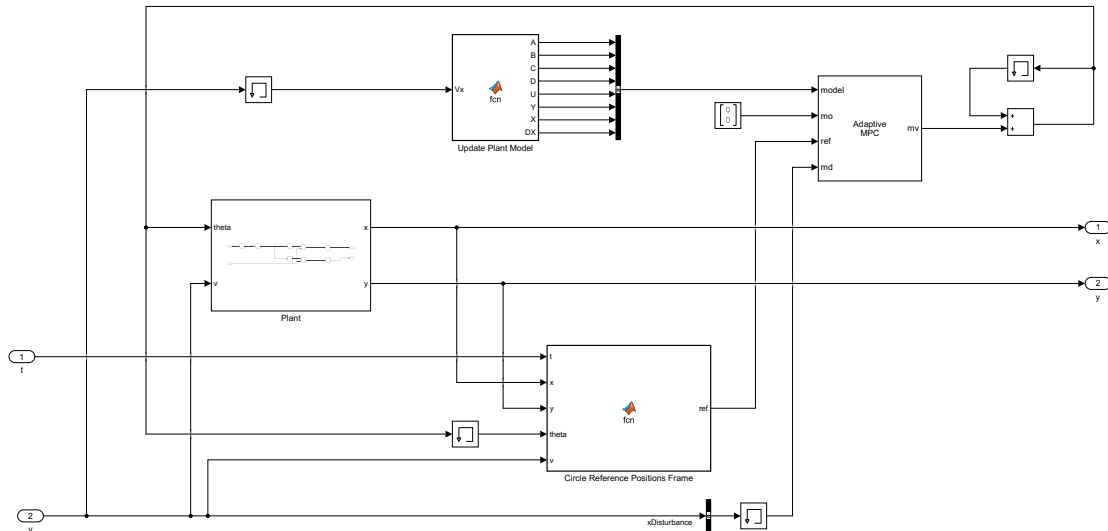 A
B
C
D
U
Y
X
DX
Vx
fcn
Update Plant Model
0
0
model
mo
ref
md
Adaptive
MPC
mv
+
+
theta
v
x
y
Plant
1
x
2
y
1
t
t
x
y
theta
v
fcn
ref
Circle Reference Positions Frame
2
v
xDisturbance